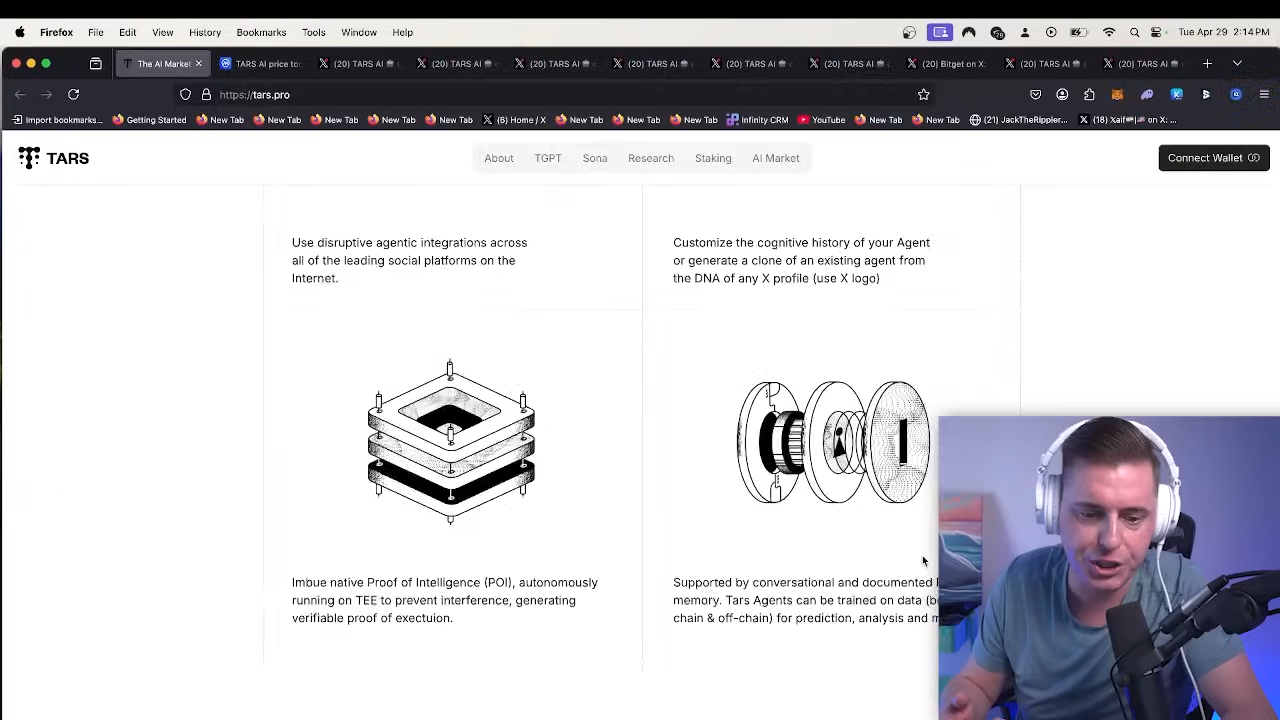 Firefox File Edit View History Bookmarks Tools Window Help
Tue Apr 29 2:14 PM
The AI Market
TARS AI price to:
(20) TARS AI
(20) TARS AI
(20) TARS AI
(20) TARS AI
(20) TARS AI
(20) TARS AI
(20) Bitget on X:
(20) TARS AI
(20) TARS AI
https://tars.pro
Import bookmarks... Getting Started New Tab New Tab New Tab New Tab New Tab (6) Home / X New Tab New Tab Infinity CRM YouTube New Tab New Tab (21) JackTheRippler... (18) Xaif on X: ...
TARS
About TGPT Sona Research Staking AI Market
Connect Wallet
Use disruptive agentic integrations across
all of the leading social platforms on the
Internet.
Customize the cognitive history of your Agent
or generate a clone of an existing agent from
the DNA of any X profile (use X logo)
Imbue native Proof of Intelligence (POI), autonomously
running on TEE to prevent interference, generating
verifiable proof of exectuion.
Supported by conversational and documented
memory. Tars Agents can be trained on data
chain & off-chain) for prediction, analysis and